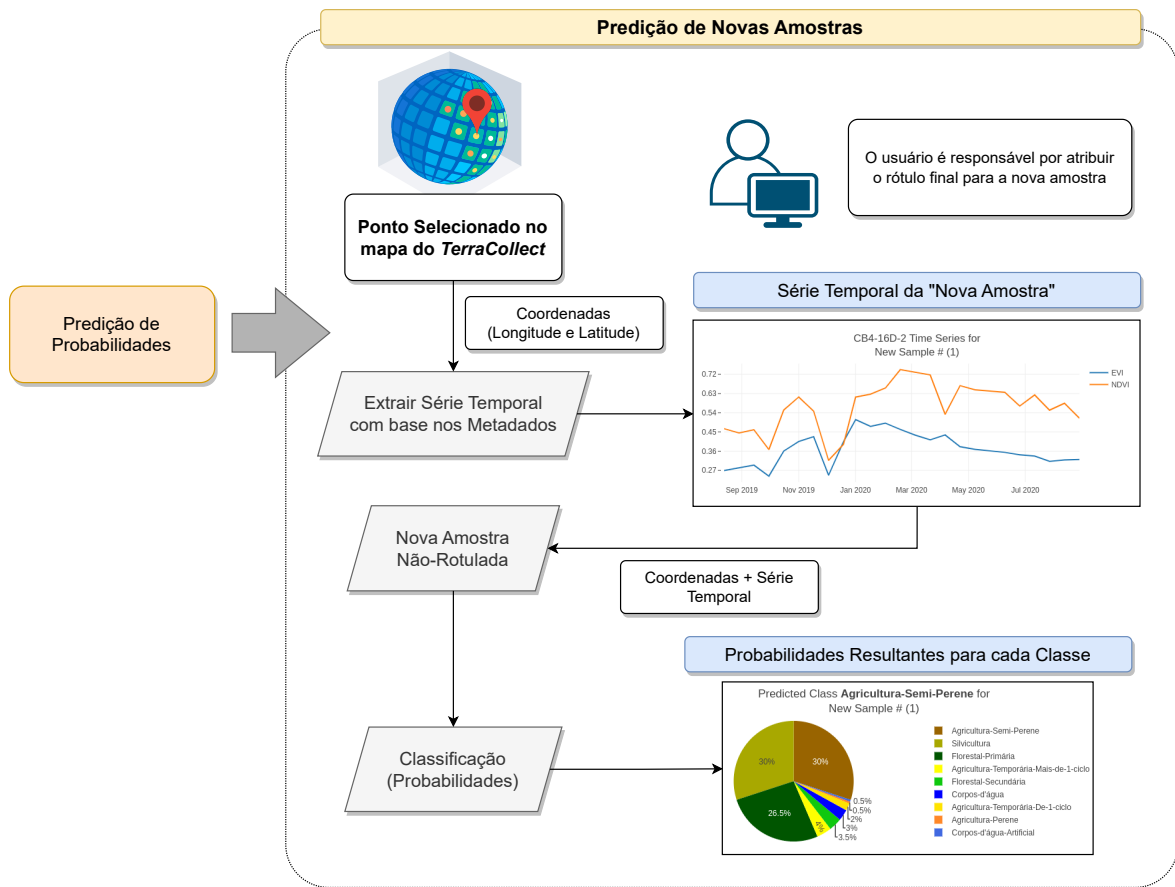 Predição de Novas Amostras
O usuário é responsável por atribuir
o rótulo final para a nova amostra
Ponto Selecionado no
mapa do TerraCollect
Predição de
Probabilidades
Coordenadas
(Longitude e Latitude)
Série Temporal da "Nova Amostra"
Extrair Série Temporal
com base nos Metadados
CB4-16D-2 Time Series for
New Sample # (1)
EVI
NDVI
0.72
0.63
0.54
0.45
0.36
0.27
Sep 2019
Nov 2019
Jan 2020
Mar 2020
May 2020
Jul 2020
Nova Amostra
Não-Rotulada
Coordenadas + Série
Temporal
Probabilidades Resultantes para cada Classe
Classificação
(Probabilidades)
Predicted Class Agricultura-Semi-Perene for
New Sample # (1)
30%
30%
26.5%
4%
3.5%
3%
2%
0.5%
0.5%
Agricultura-Semi-Perene
Silvicultura
Florestal-Primária
Agricultura-Temporária-Mais-de-1-ciclo
Florestal-Secundária
Corpos-d'água
Agricultura-Temporária-De-1-ciclo
Agricultura-Perene
Corpos-d'água-Artificial